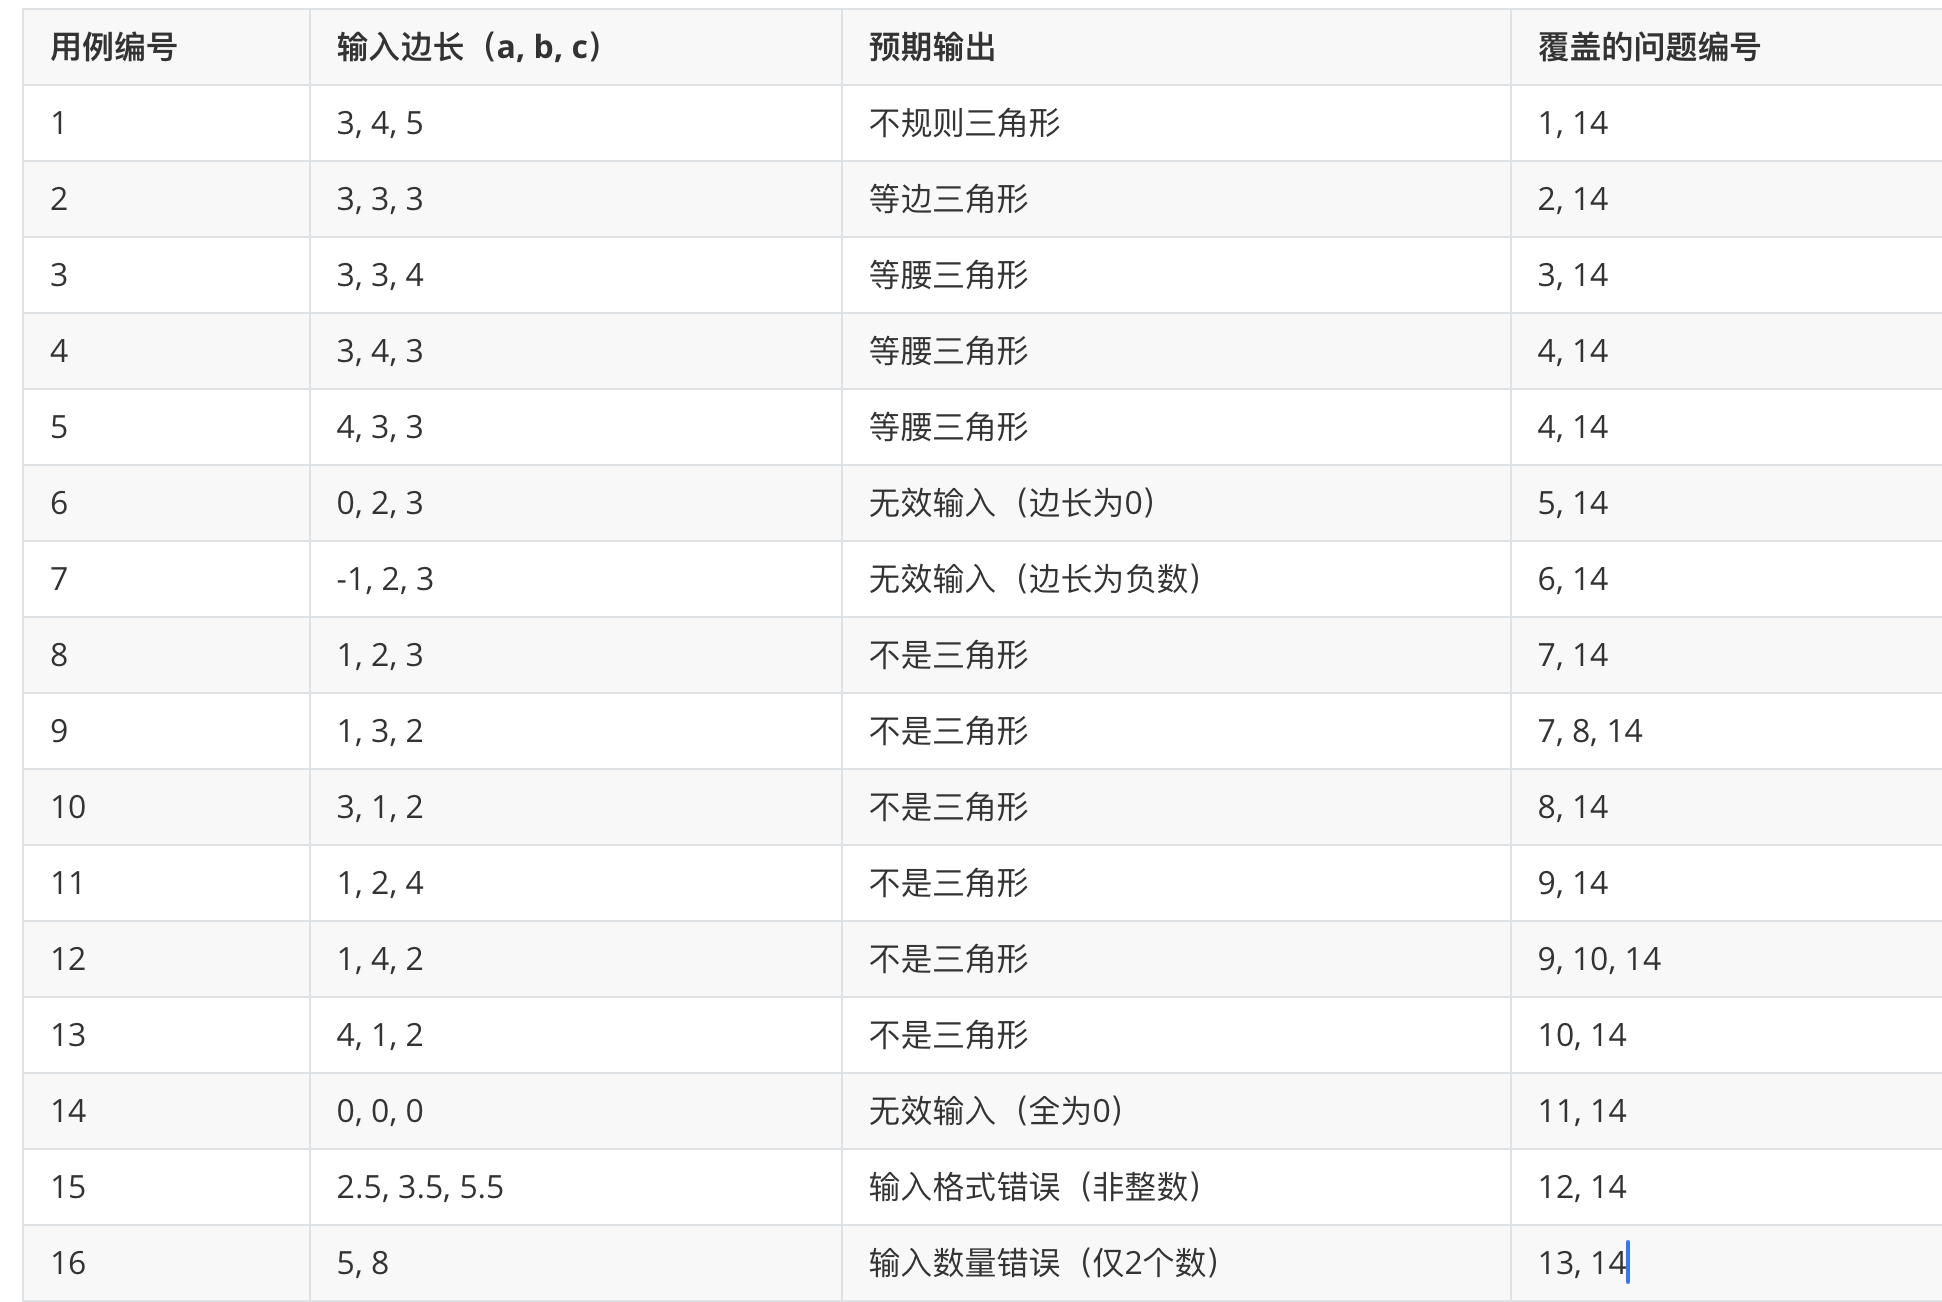 用例编号 输入边长（a, b, c） 预期输出 覆盖的问题编号
1 3, 4, 5 不规则三角形 1, 14
2 3, 3, 3 等边三角形 2, 14
3 3, 3, 4 等腰三角形 3, 14
4 3, 4, 3 等腰三角形 4, 14
5 4, 3, 3 等腰三角形 4, 14
6 0, 2, 3 无效输入（边长为0） 5, 14
7 -1, 2, 3 无效输入（边长为负数） 6, 14
8 1, 2, 3 不是三角形 7, 14
9 1, 3, 2 不是三角形 7, 8, 14
10 3, 1, 2 不是三角形 8, 14
11 1, 2, 4 不是三角形 9, 14
12 1, 4, 2 不是三角形 9, 10, 14
13 4, 1, 2 不是三角形 10, 14
14 0, 0, 0 无效输入（全为0） 11, 14
15 2.5, 3.5, 5.5 输入格式错误（非整数） 12, 14
16 5, 8 输入数量错误（仅2个数） 13, 14